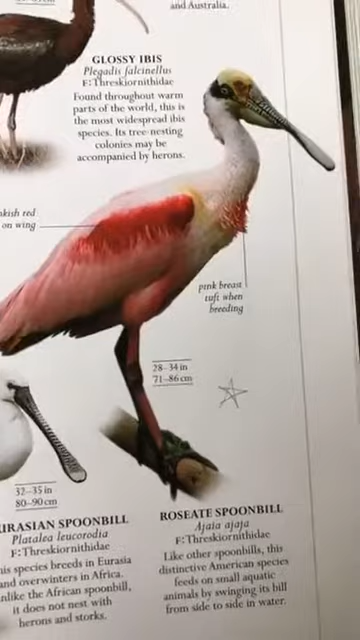 and Australia.
GLOSSY IBIS
Plegadis falcinellus
F: Threskiornithidae
Found throughout warm
parts of the world, this is
the most widespread ibis
species. Its tree-nesting
colonies may be
accompanied by herons.
red
on wing
pink breast
tuft when
breeding
28–34 in
71–86 cm
32–35 in
80–90 cm
SPOONBILL
Platalea leucorodia
F: Threskiornithidae
species breeds in Eurasia
and overwinters in Africa.
the African spoonbill,
it does not nest with
herons and storks.
ROSEATE SPOONBILL
Ajaia ajaja
F: Threskiornithidae
Like other spoonbills, this
distinctive American species
feeds on small aquatic
animals by swinging its bill
from side to side in water.